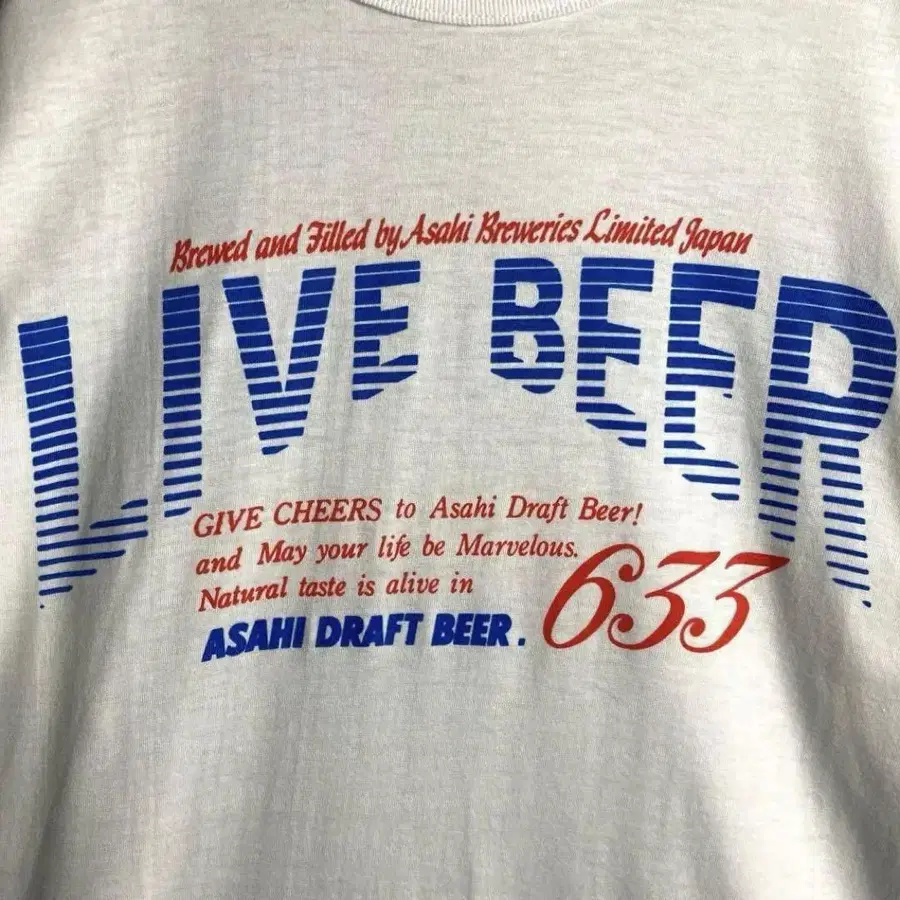 Brewed and Filled by Asahi Breweries Limited Japan
LIVE BEER
GIVE CHEERS to Asahi Draft Beer!
and May your life be Marvelous.
Natural taste is alive in
ASAHI DRAFT BEER. 633